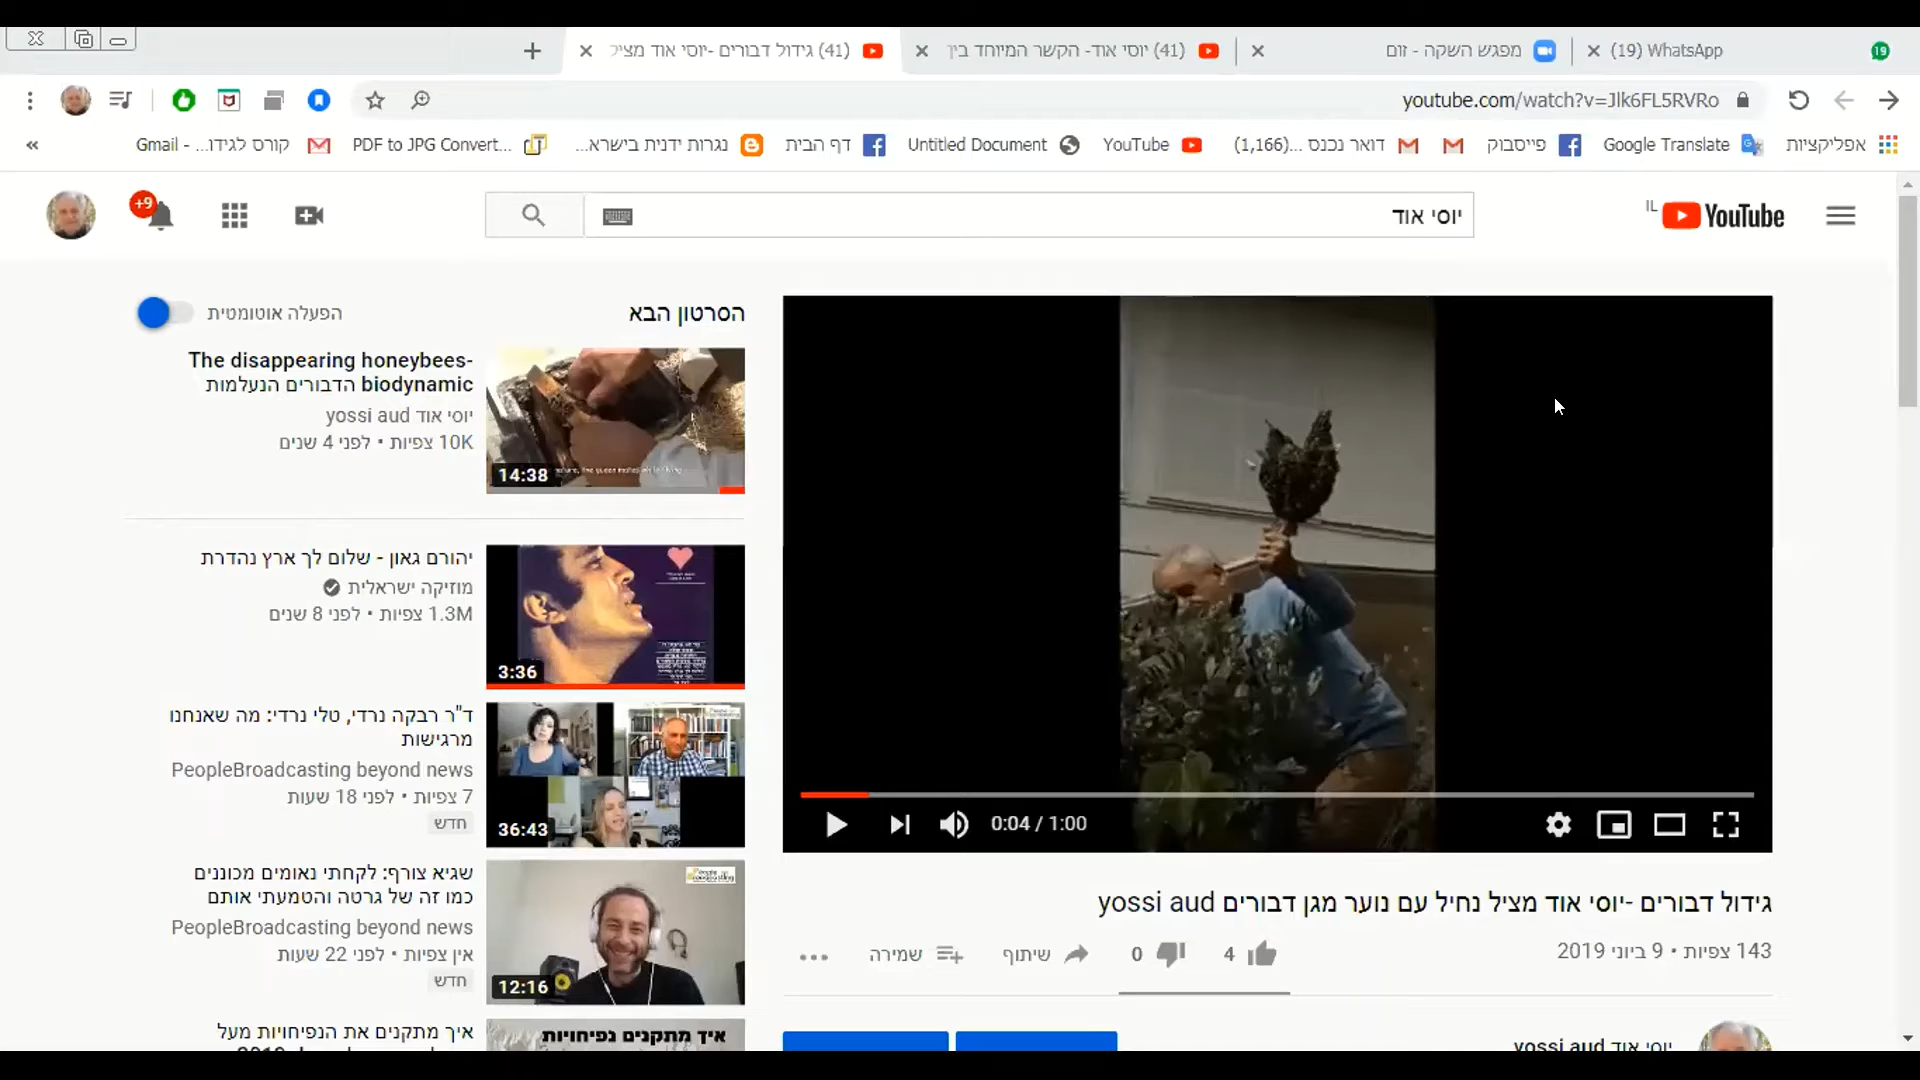 (19) WhatsApp
19
מפגש השקה - זום
(41) יוסי אוד- הקשר המיוחד בין
(41) גידול דבורים -יוסי אוד מציל
youtube.com/watch?v=Jlk6FL5RVRo
אפליקציות
Google Translate
פייסבוק
דואר נכנס ...(1,166)
YouTube
Untitled Document
דף הבית
נגרות ידנית בישרא...
PDF to JPG Convert...
Gmail - ...קורס לגידו
«
YouTube IL
יוסי אוד
9+
הסרטון הבא
הפעלה אוטומטית
The disappearing honeybees-
biodynamic הדבורים הנעלמות
יוסי אוד yossi aud
10K צפיות • לפני 4 שנים
14:38
יהורם גאון - שלום לך ארץ נהדרת
מוזיקה ישראלית
1.3M צפיות • לפני 8 שנים
3:36
ד"ר רבקה נרדי, טלי נרדי: מה שאנחנו
מרגישות
PeopleBroadcasting beyond news
7 צפיות • לפני 18 שעות
חדש
36:43
שגיא צורף: לקחתי נאומים מכוננים
כמו זה של גרטה והטמעתי אותם
PeopleBroadcasting beyond news
אין צפיות • לפני 22 שעות
חדש
12:16
איך מתקנים את הנפיחויות מעל
איך מתקנים נפיחויות
0:04 / 1:00
גידול דבורים -יוסי אוד מציל נחיל עם נוער מגן דבורים yossi aud
143 צפיות • 9 ביוני 2019
4
0
שיתוף
שמירה
יוסי אוד yossi aud